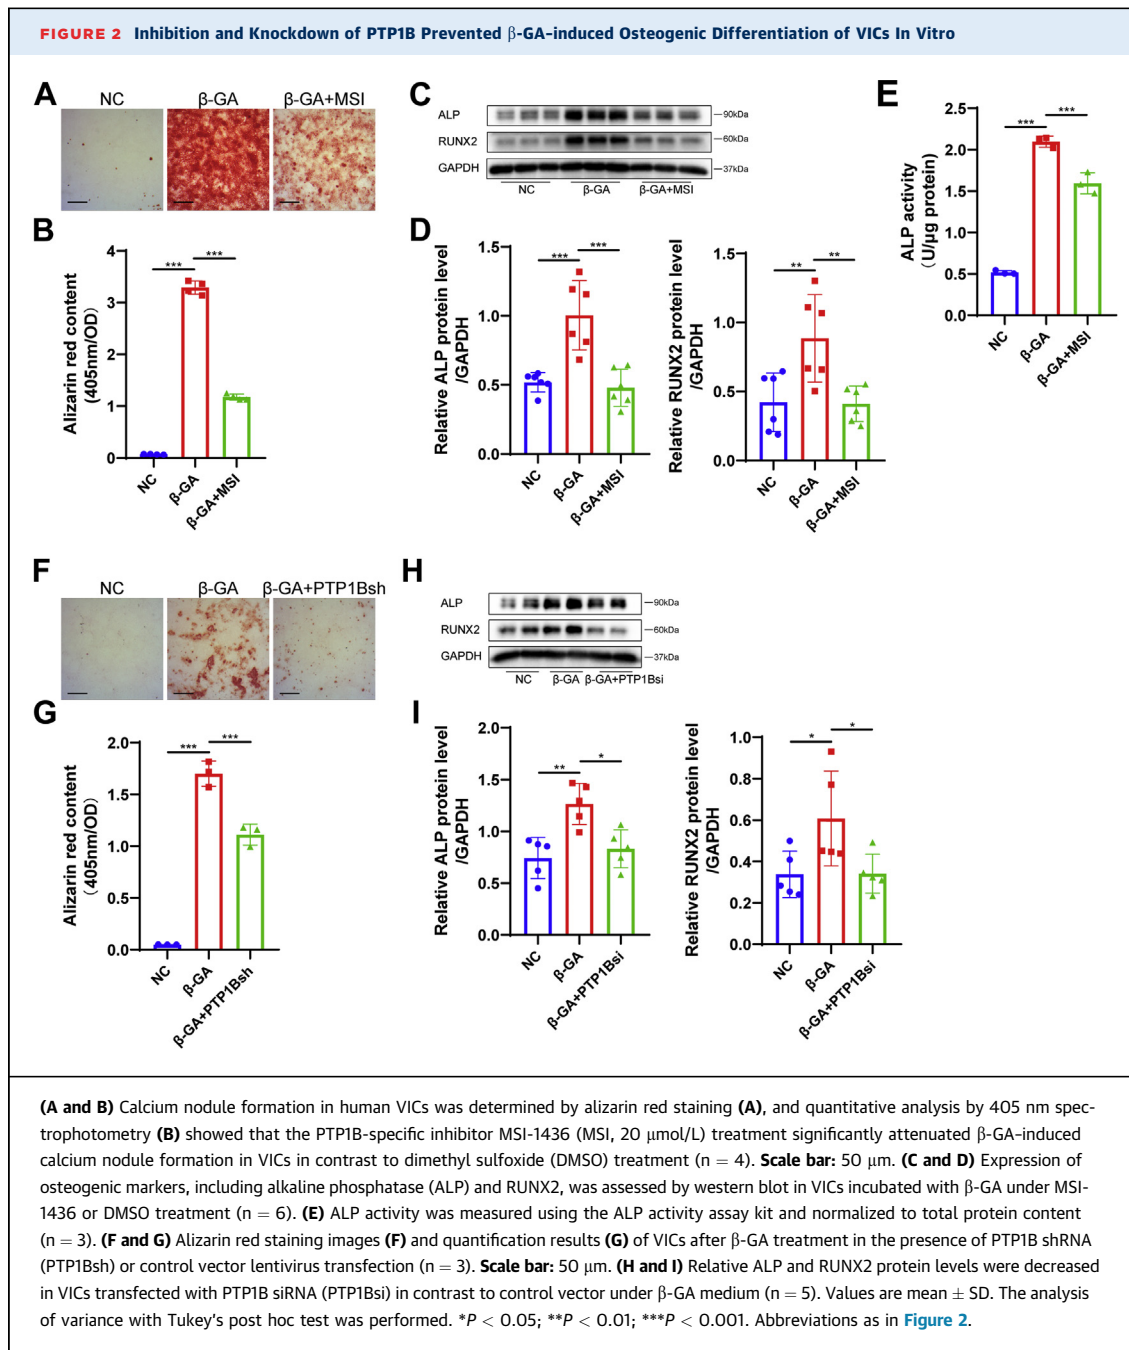 FIGURE 2 Inhibition and Knockdown of PTP1B Prevented β-GA-induced Osteogenic Differentiation of VICs In Vitro
A
NC
β-GA
β-GA+MSI
B
Alizarin red content
(405nm/OD)
4
3
2
1
0
***
***
NC
β-GA
β-GA+MSI
C
ALP
RUNX2
GAPDH
90kDa
60kDa
37kDa
NC
β-GA
β-GA+MSI
D
Relative ALP protein level
/GAPDH
1.5
1.0
0.5
0.0
***
***
NC
β-GA
β-GA+MSI
Relative RUNX2 protein level
/GAPDH
1.5
1.0
0.5
0.0
**
**
NC
β-GA
β-GA+MSI
E
ALP activity
(U/μg protein)
2.5
2.0
1.5
1.0
0.5
0.0
***
***
NC
β-GA
β-GA+MSI
F
NC
β-GA
β-GA+PTP1Bsh
G
Alizarin red content
(405nm/OD)
2.0
1.5
1.0
0.5
0.0
***
***
NC
β-GA
β-GA+PTP1Bsh
H
ALP
RUNX2
GAPDH
90kDa
60kDa
37kDa
NC
β-GA
β-GA+PTP1Bsi
I
Relative ALP protein level
/GAPDH
2.0
1.5
1.0
0.5
0.0
**
*
NC
β-GA
β-GA+PTP1Bsi
Relative RUNX2 protein level
/GAPDH
1.0
0.8
0.6
0.4
0.2
0.0
*
*
NC
β-GA
β-GA+PTP1Bsi
(A and B) Calcium nodule formation in human VICs was determined by alizarin red staining (A), and quantitative analysis by 405 nm spec-
trophotometry (B) showed that the PTP1B-specific inhibitor MSI-1436 (MSI, 20 μmol/L) treatment significantly attenuated β-GA-induced
calcium nodule formation in VICs in contrast to dimethyl sulfoxide (DMSO) treatment (n = 4). Scale bar: 50 μm. (C and D) Expression of
osteogenic markers, including alkaline phosphatase (ALP) and RUNX2, was assessed by western blot in VICs incubated with β-GA under MSI-
1436 or DMSO treatment (n = 6). (E) ALP activity was measured using the ALP activity assay kit and normalized to total protein content
(n = 3). (F and G) Alizarin red staining images (F) and quantification results (G) of VICs after β-GA treatment in the presence of PTP1B shRNA
(PTP1Bsh) or control vector lentivirus transfection (n = 3). Scale bar: 50 μm. (H and I) Relative ALP and RUNX2 protein levels were decreased
in VICs transfected with PTP1B siRNA (PTP1Bsi) in contrast to control vector under β-GA medium (n = 5). Values are mean ± SD. The analysis
of variance with Tukey's post hoc test was performed. *P < 0.05; **P < 0.01; ***P < 0.001. Abbreviations as in Figure 2.